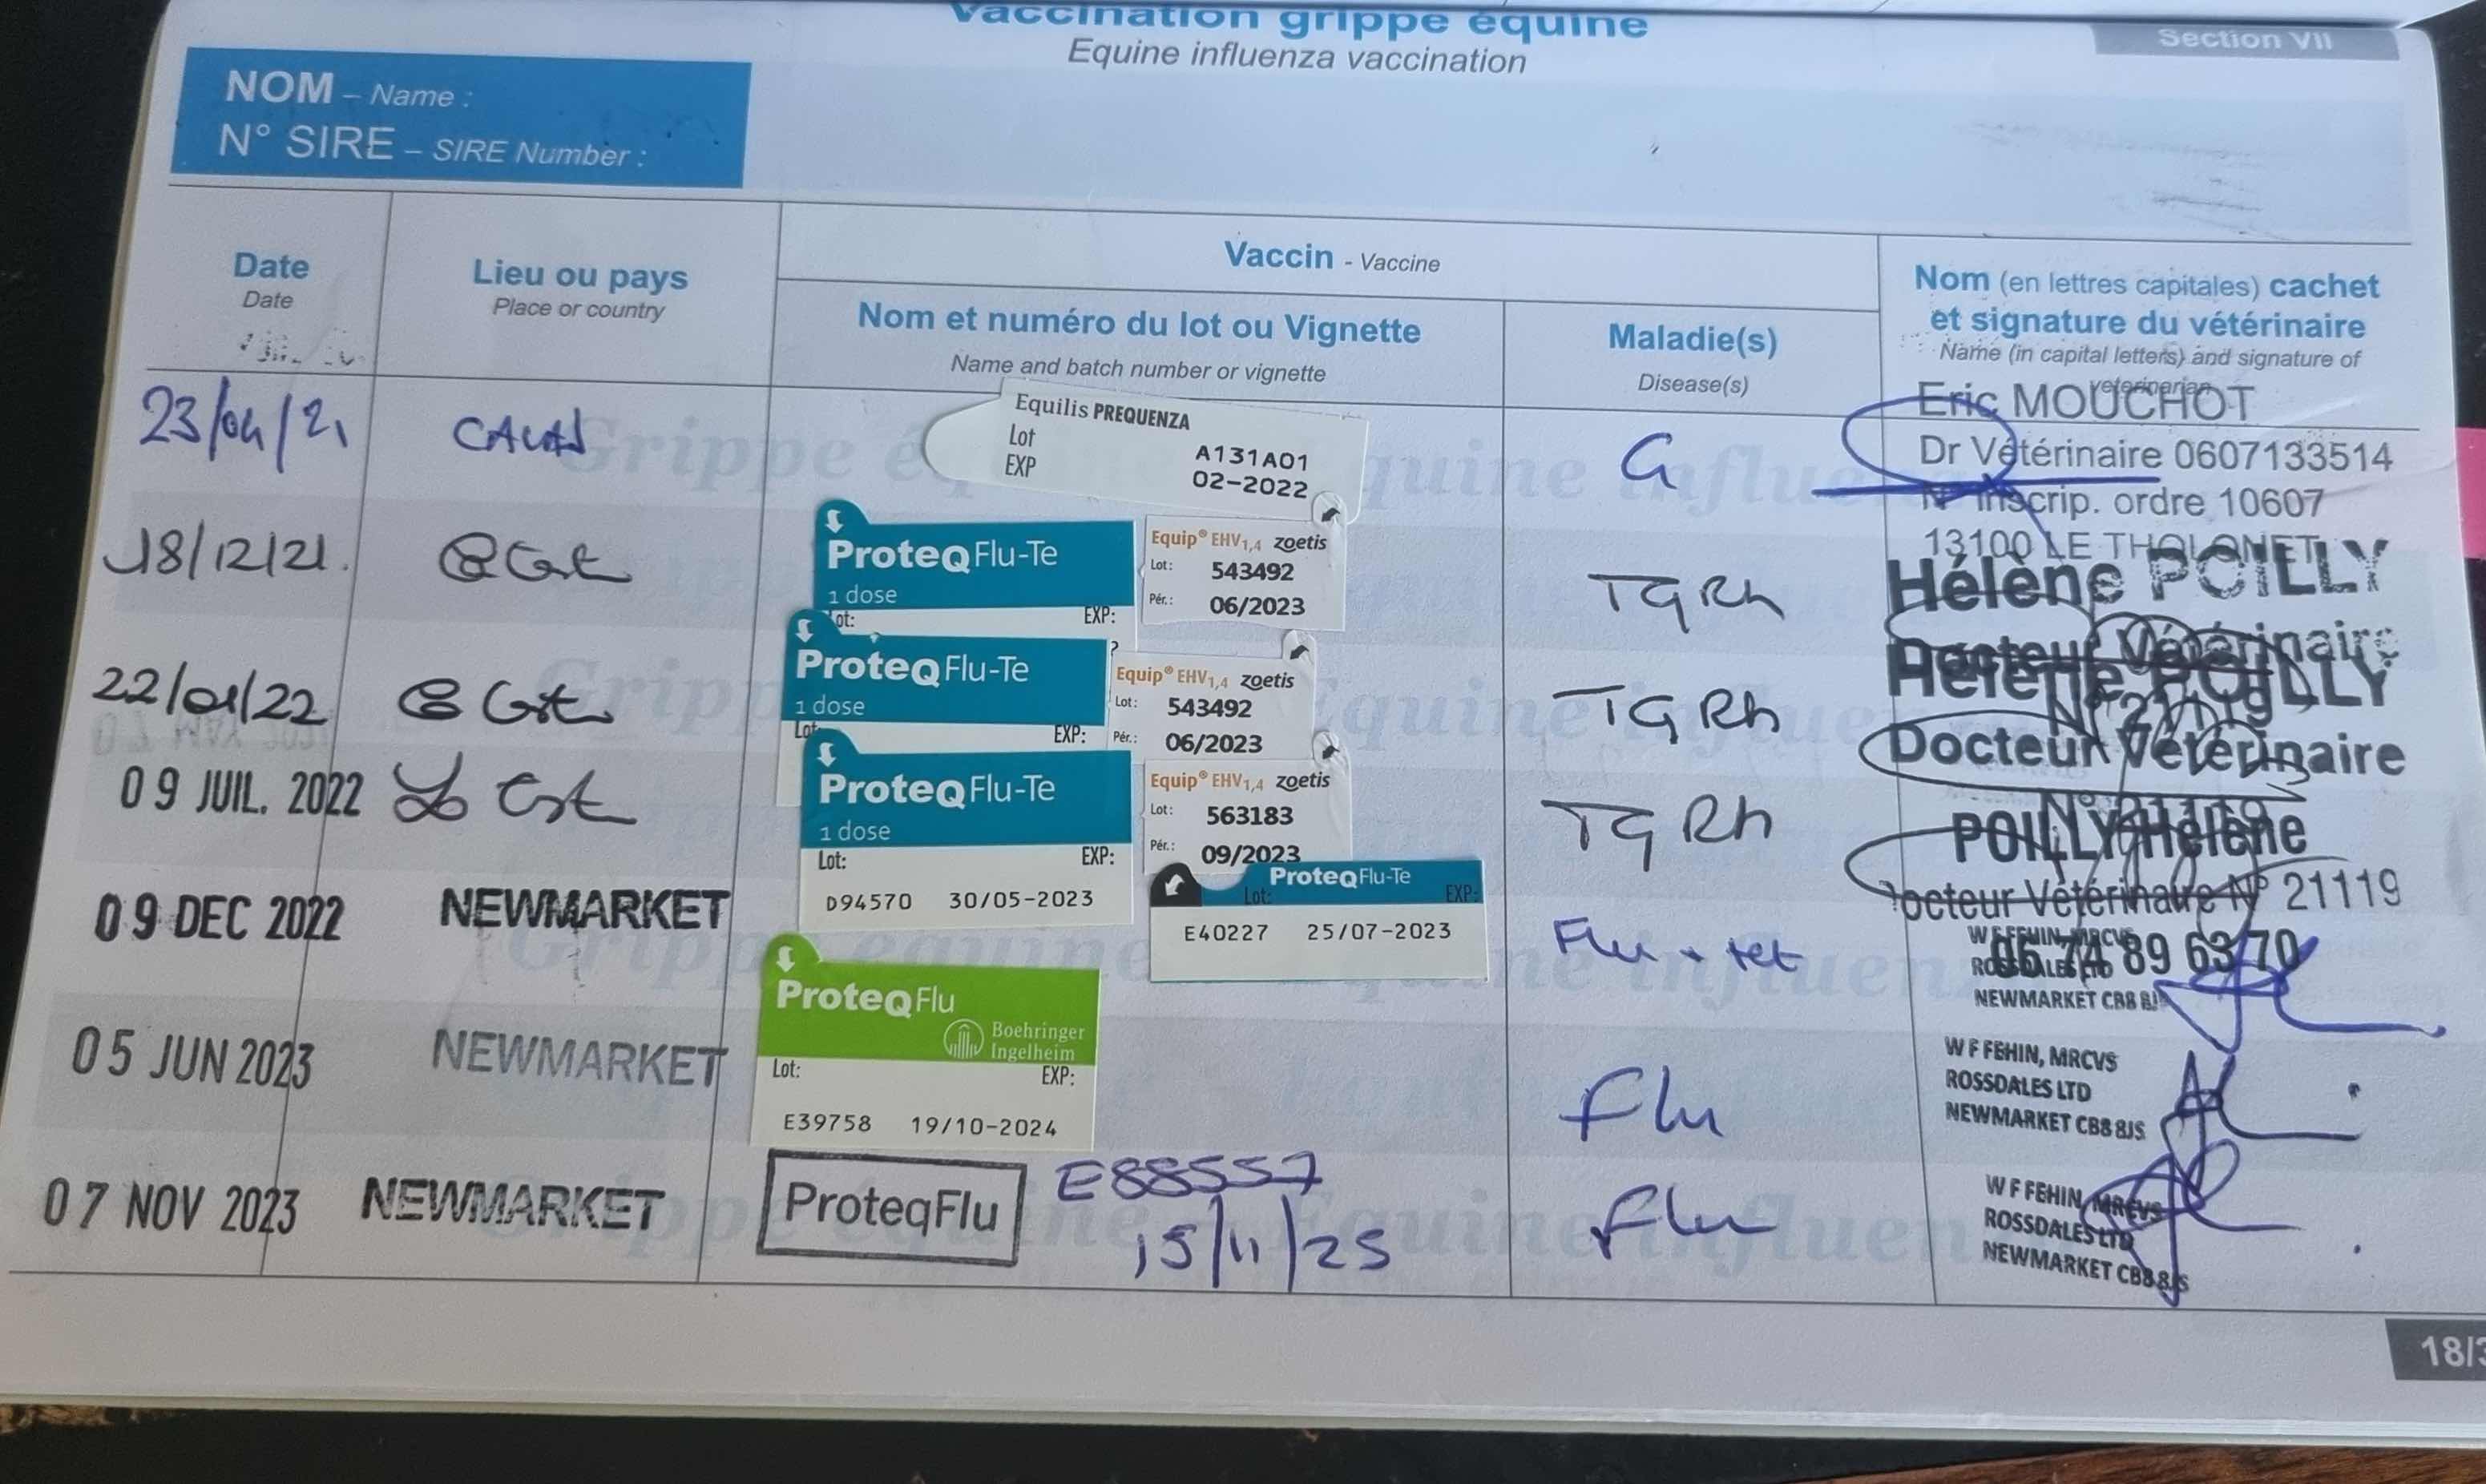 Vaccination grippe équine
Equine influenza vaccination
Section VII
NOM – Name :
N° SIRE – SIRE Number :
Date
Date
Lieu ou pays
Place or country
Vaccin - Vaccine
Nom et numéro du lot ou Vignette
Name and batch number or vignette
Maladie(s)
Disease(s)
Nom (en lettres capitales) cachet
et signature du vétérinaire
Name (in capital letters) and signature of
veterinarian
23/04/21
Equilis PREQUENZA
Lot A131A01
EXP 02-2022
G
Eric MOUCHOT
Dr Vétérinaire 0607133514
N° Inscrip. ordre 10607
13100 LE THOLONET
18/12/21.
ProteqFlu-Te
1 dose
Lot: EXP:
Equip® EHV1,4 zoetis
Lot: 543492
Pér.: 06/2023
TGRh
Hélène POILLY
Docteur Vétérinaire
22/01/22
ProteqFlu-Te
1 dose
Lot: EXP:
Equip® EHV1,4 zoetis
Lot: 543492
Pér.: 06/2023
TGRh
Hélène POILLY
Docteur Vétérinaire
N° 21119
09 JUIL. 2022
ProteqFlu-Te
1 dose
Lot: EXP:
D94570 30/05-2023
Equip® EHV1,4 zoetis
Lot: 563183
Pér.: 09/2023
TGRh
POILLY Hélène
Docteur Vétérinaire N° 21119
06 74 89 63 70
09 DEC 2022
NEWMARKET
ProteqFlu-Te
Lot: EXP:
E40227 25/07-2023
Flu + tet
W F FEHIN, MRCVS
ROSSDALES LTD
NEWMARKET CB8 8JS
05 JUN 2023
NEWMARKET
ProteqFlu
Boehringer
Ingelheim
Lot: EXP:
E39758 19/10-2024
Flu
W F FEHIN, MRCVS
ROSSDALES LTD
NEWMARKET CB8 8JS
07 NOV 2023
NEWMARKET
ProteqFlu
E88557
15/11/25
Flu
W F FEHIN, MRCVS
ROSSDALES LTD
NEWMARKET CB8 8JS